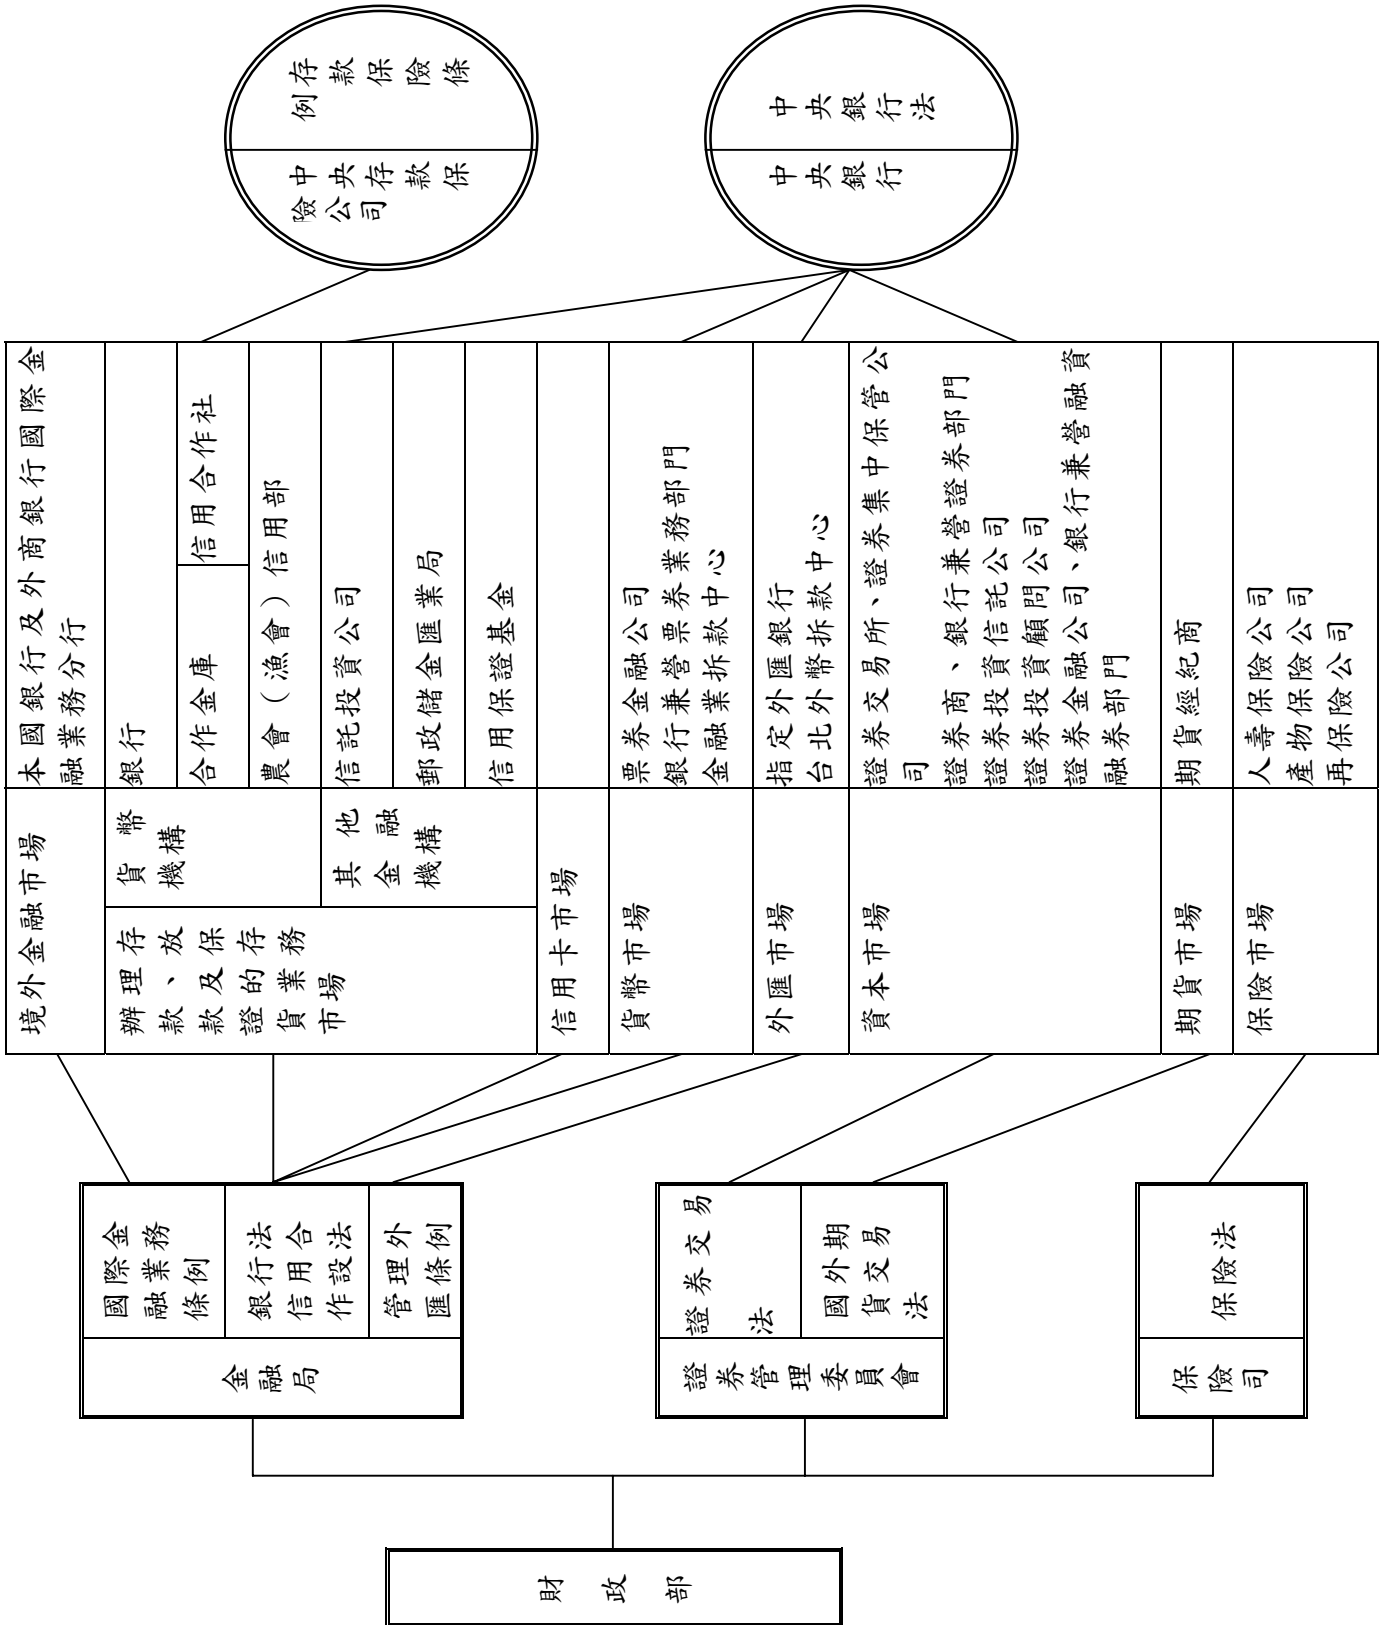 財政部
金融局
國際金
融業務
條例
銀行法
信用合
作設法
管理外
匯條例
證券管理委員會
證券交易
法
國外期
貨交易
法
保險司
保險法
境外金融市場
本國銀行及外商銀行國際金
融業務分行
辦理存
款、放
款及保
證的存
貨業務
市場
貨幣
機構
銀行
合作金庫
信用合作社
農會（漁會）信用部
其他
金融
機構
信託投資公司
郵政儲金匯業局
信用保證基金
信用卡市場
貨幣市場
票券金融公司
銀行兼營票券業務部門
金融業拆款中心
外匯市場
指定外匯銀行
台北外幣拆款中心
資本市場
證券交易所、證券集中保管公
司
證券商、銀行兼營證券部門
證券投資信託公司
證券投資顧問公司
證券金融公司、銀行兼營融資
融券部門
期貨市場
期貨經紀商
保險市場
人壽保險公司
產物保險公司
再保險公司
中央存款保
險公司
存款保險條
例
中央銀行
中央銀行法